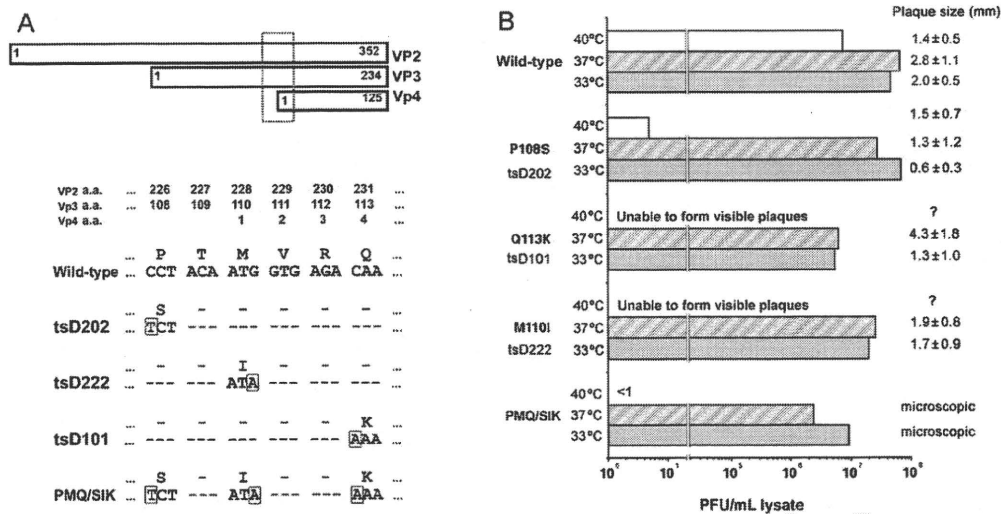 A
1 352 VP2
1 234 VP3
1 125 Vp4
VP2 a.a. ... 226 227 228 229 230 231 ...
Vp3 a.a. ... 108 109 110 111 112 113 ...
Vp4 a.a. 1 2 3 4 ...
P T M V R Q
Wild-type ... CCT ACA ATG GTG AGA CAA ...
... S - - - - - ...
tsD202 ... TCT --- --- --- --- --- ...
... - - I - - - ...
tsD222 ... --- --- ATA --- --- --- ...
... - - - - - K ...
tsD101 ... --- --- --- --- --- AAA ...
... S - I - - K ...
PMQ/SIK ... TCT --- ATA --- --- AAA ...
B
Plaque size (mm)
40°C 1.4±0.5
Wild-type 37°C 2.8±1.1
33°C 2.0±0.5
40°C 1.5±0.7
P108S 37°C 1.3±1.2
tsD202 33°C 0.6±0.3
40°C Unable to form visible plaques ?
Q113K 37°C 4.3±1.8
tsD101 33°C 1.3±1.0
40°C Unable to form visible plaques ?
M110I 37°C 1.9±0.8
tsD222 33°C 1.7±0.9
40°C <1
PMQ/SIK 37°C microscopic
33°C microscopic
10⁰ 10¹ 10⁵ 10⁶ 10⁷ 10⁸
PFU/mL lysate